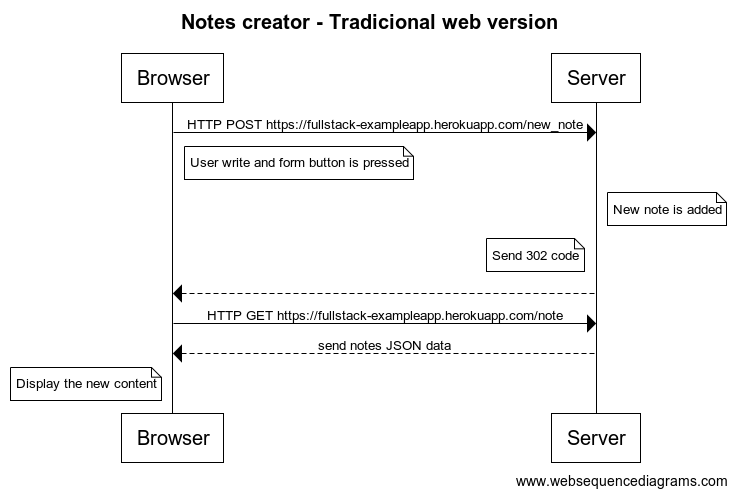 Notes creator - Tradicional web version
Browser
Server
HTTP POST https://fullstack-exampleapp.herokuapp.com/new_note
User write and form button is pressed
New note is added
Send 302 code
HTTP GET https://fullstack-exampleapp.herokuapp.com/note
send notes JSON data
Display the new content
Browser
Server
www.websequencediagrams.com